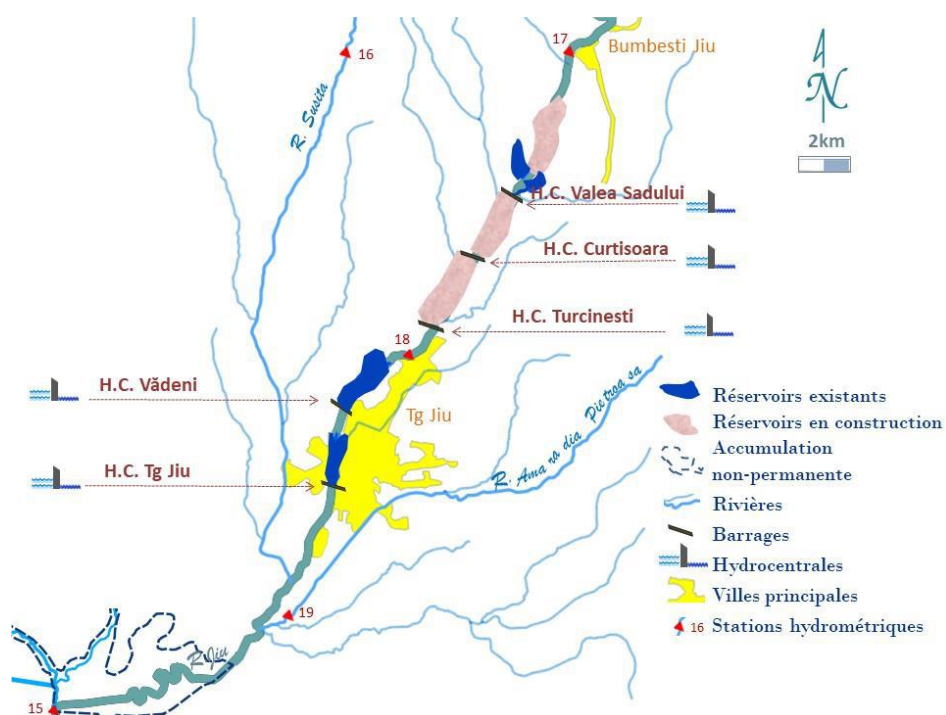 17
Bumbesti Jiu
16
R. Susita
N
2km
H.C. Valea Sadului
H.C. Curtisoara
H.C. Turcinesti
18
H.C. Vădeni
Tg Jiu
R. Ama ra dia Pietroa sa
H.C. Tg Jiu
Réservoirs existants
Réservoirs en construction
Accumulation
non-permanente
Rivières
Barrages
Hydrocentrales
Villes principales
16 Stations hydrométriques
19
R. Jiu
15